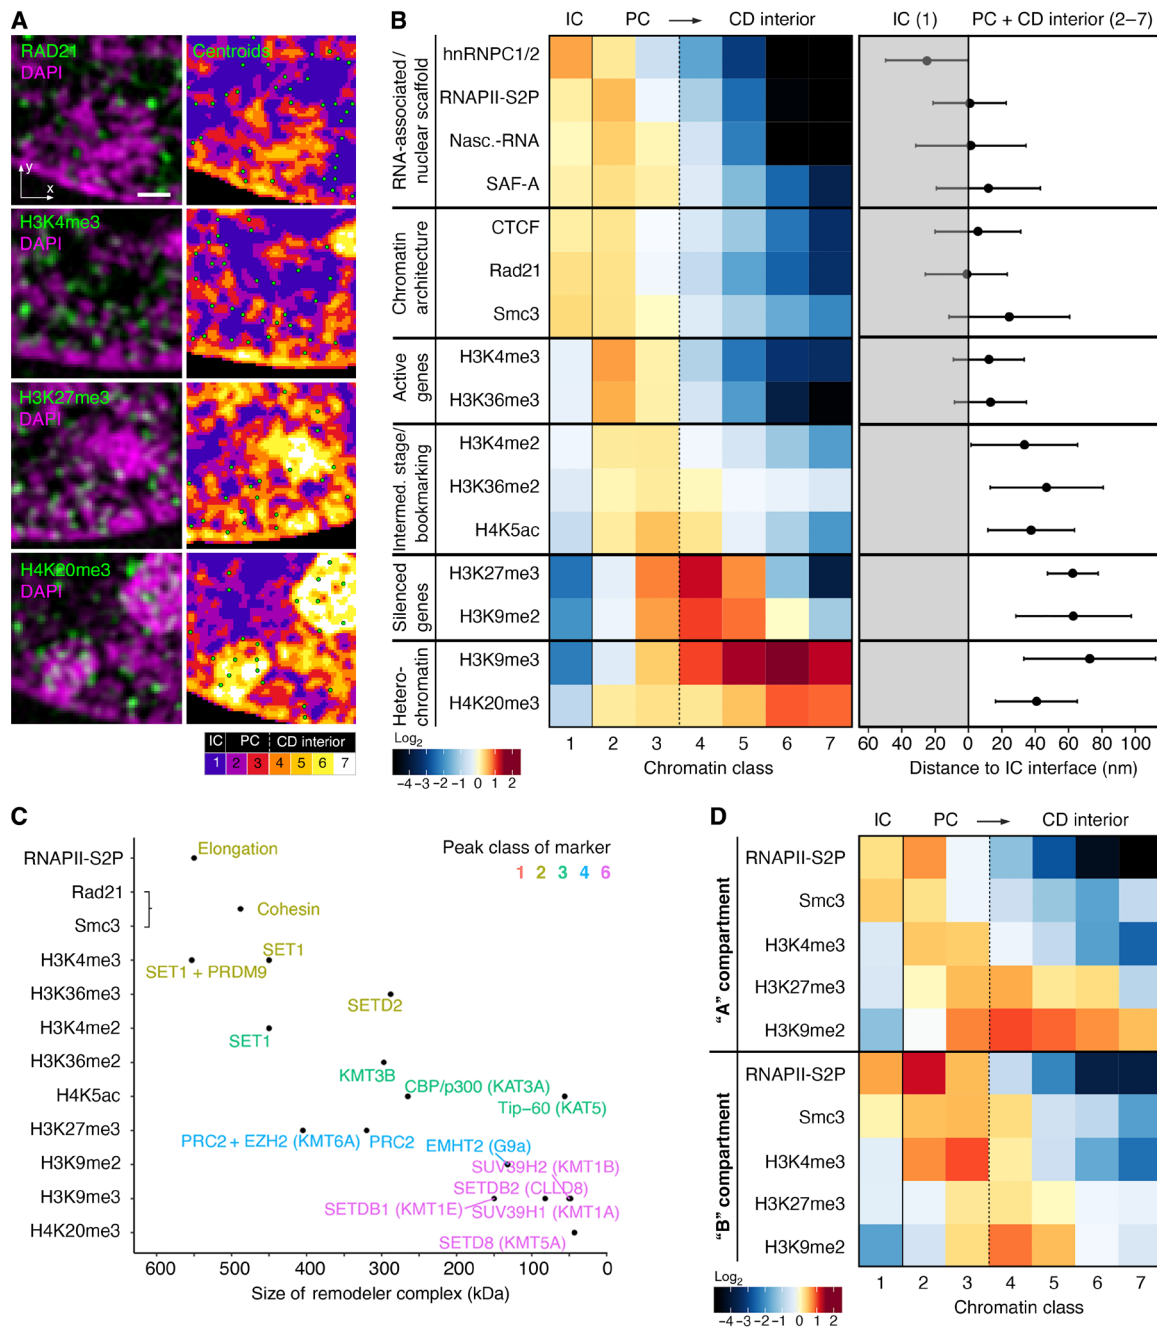 A
RAD21
DAPI
y
x
Centroids
H3K4me3
DAPI
H3K27me3
DAPI
H4K20me3
DAPI
IC PC CD interior
1 2 3 4 5 6 7
B
IC PC → CD interior
IC (1) PC + CD interior (2–7)
RNA-associated/
nuclear scaffold
hnRNPC1/2
RNAPII-S2P
Nasc.-RNA
SAF-A
Chromatin
architecture
CTCF
Rad21
Smc3
Active
genes
H3K4me3
H3K36me3
Intermed. stage/
bookmarking
H3K4me2
H3K36me2
H4K5ac
Silenced
genes
H3K27me3
H3K9me2
Hetero-
chromatin
H3K9me3
H4K20me3
Log2
−4 −3 −2 −1 0 1 2
1 2 3 4 5 6 7
Chromatin class
60 40 20 0 20 40 60 80 100
Distance to IC interface (nm)
C
Peak class of marker
1 2 3 4 6
RNAPII-S2P
Rad21
Smc3
H3K4me3
H3K36me3
H3K4me2
H3K36me2
H4K5ac
H3K27me3
H3K9me2
H3K9me3
H4K20me3
Elongation
Cohesin
SET1
SET1 + PRDM9
SETD2
SET1
KMT3B
CBP/p300 (KAT3A)
Tip−60 (KAT5)
PRC2 + EZH2 (KMT6A)
PRC2
EMHT2 (G9a)
SUV39H2 (KMT1B)
SETDB2 (CLLD8)
SETDB1 (KMT1E)
SUV39H1 (KMT1A)
SETD8 (KMT5A)
600 500 400 300 200 100 0
Size of remodeler complex (kDa)
D
IC PC → CD interior
"A" compartment
RNAPII-S2P
Smc3
H3K4me3
H3K27me3
H3K9me2
"B" compartment
RNAPII-S2P
Smc3
H3K4me3
H3K27me3
H3K9me2
Log2
−4 −3 −2 −1 0 1 2
1 2 3 4 5 6 7
Chromatin class